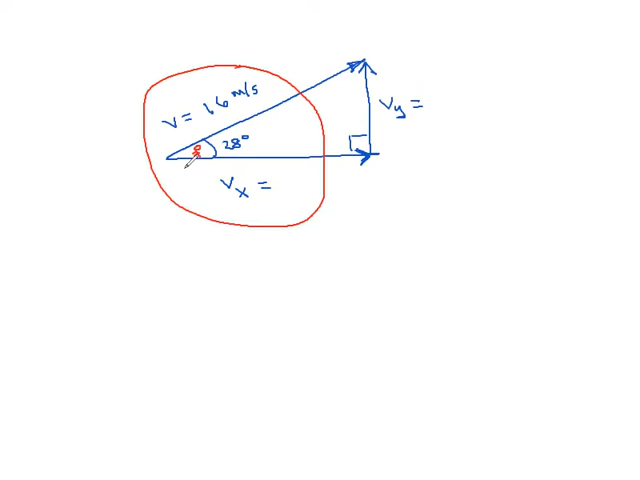 V = 16 m/s
Vy =
28°
Vx =